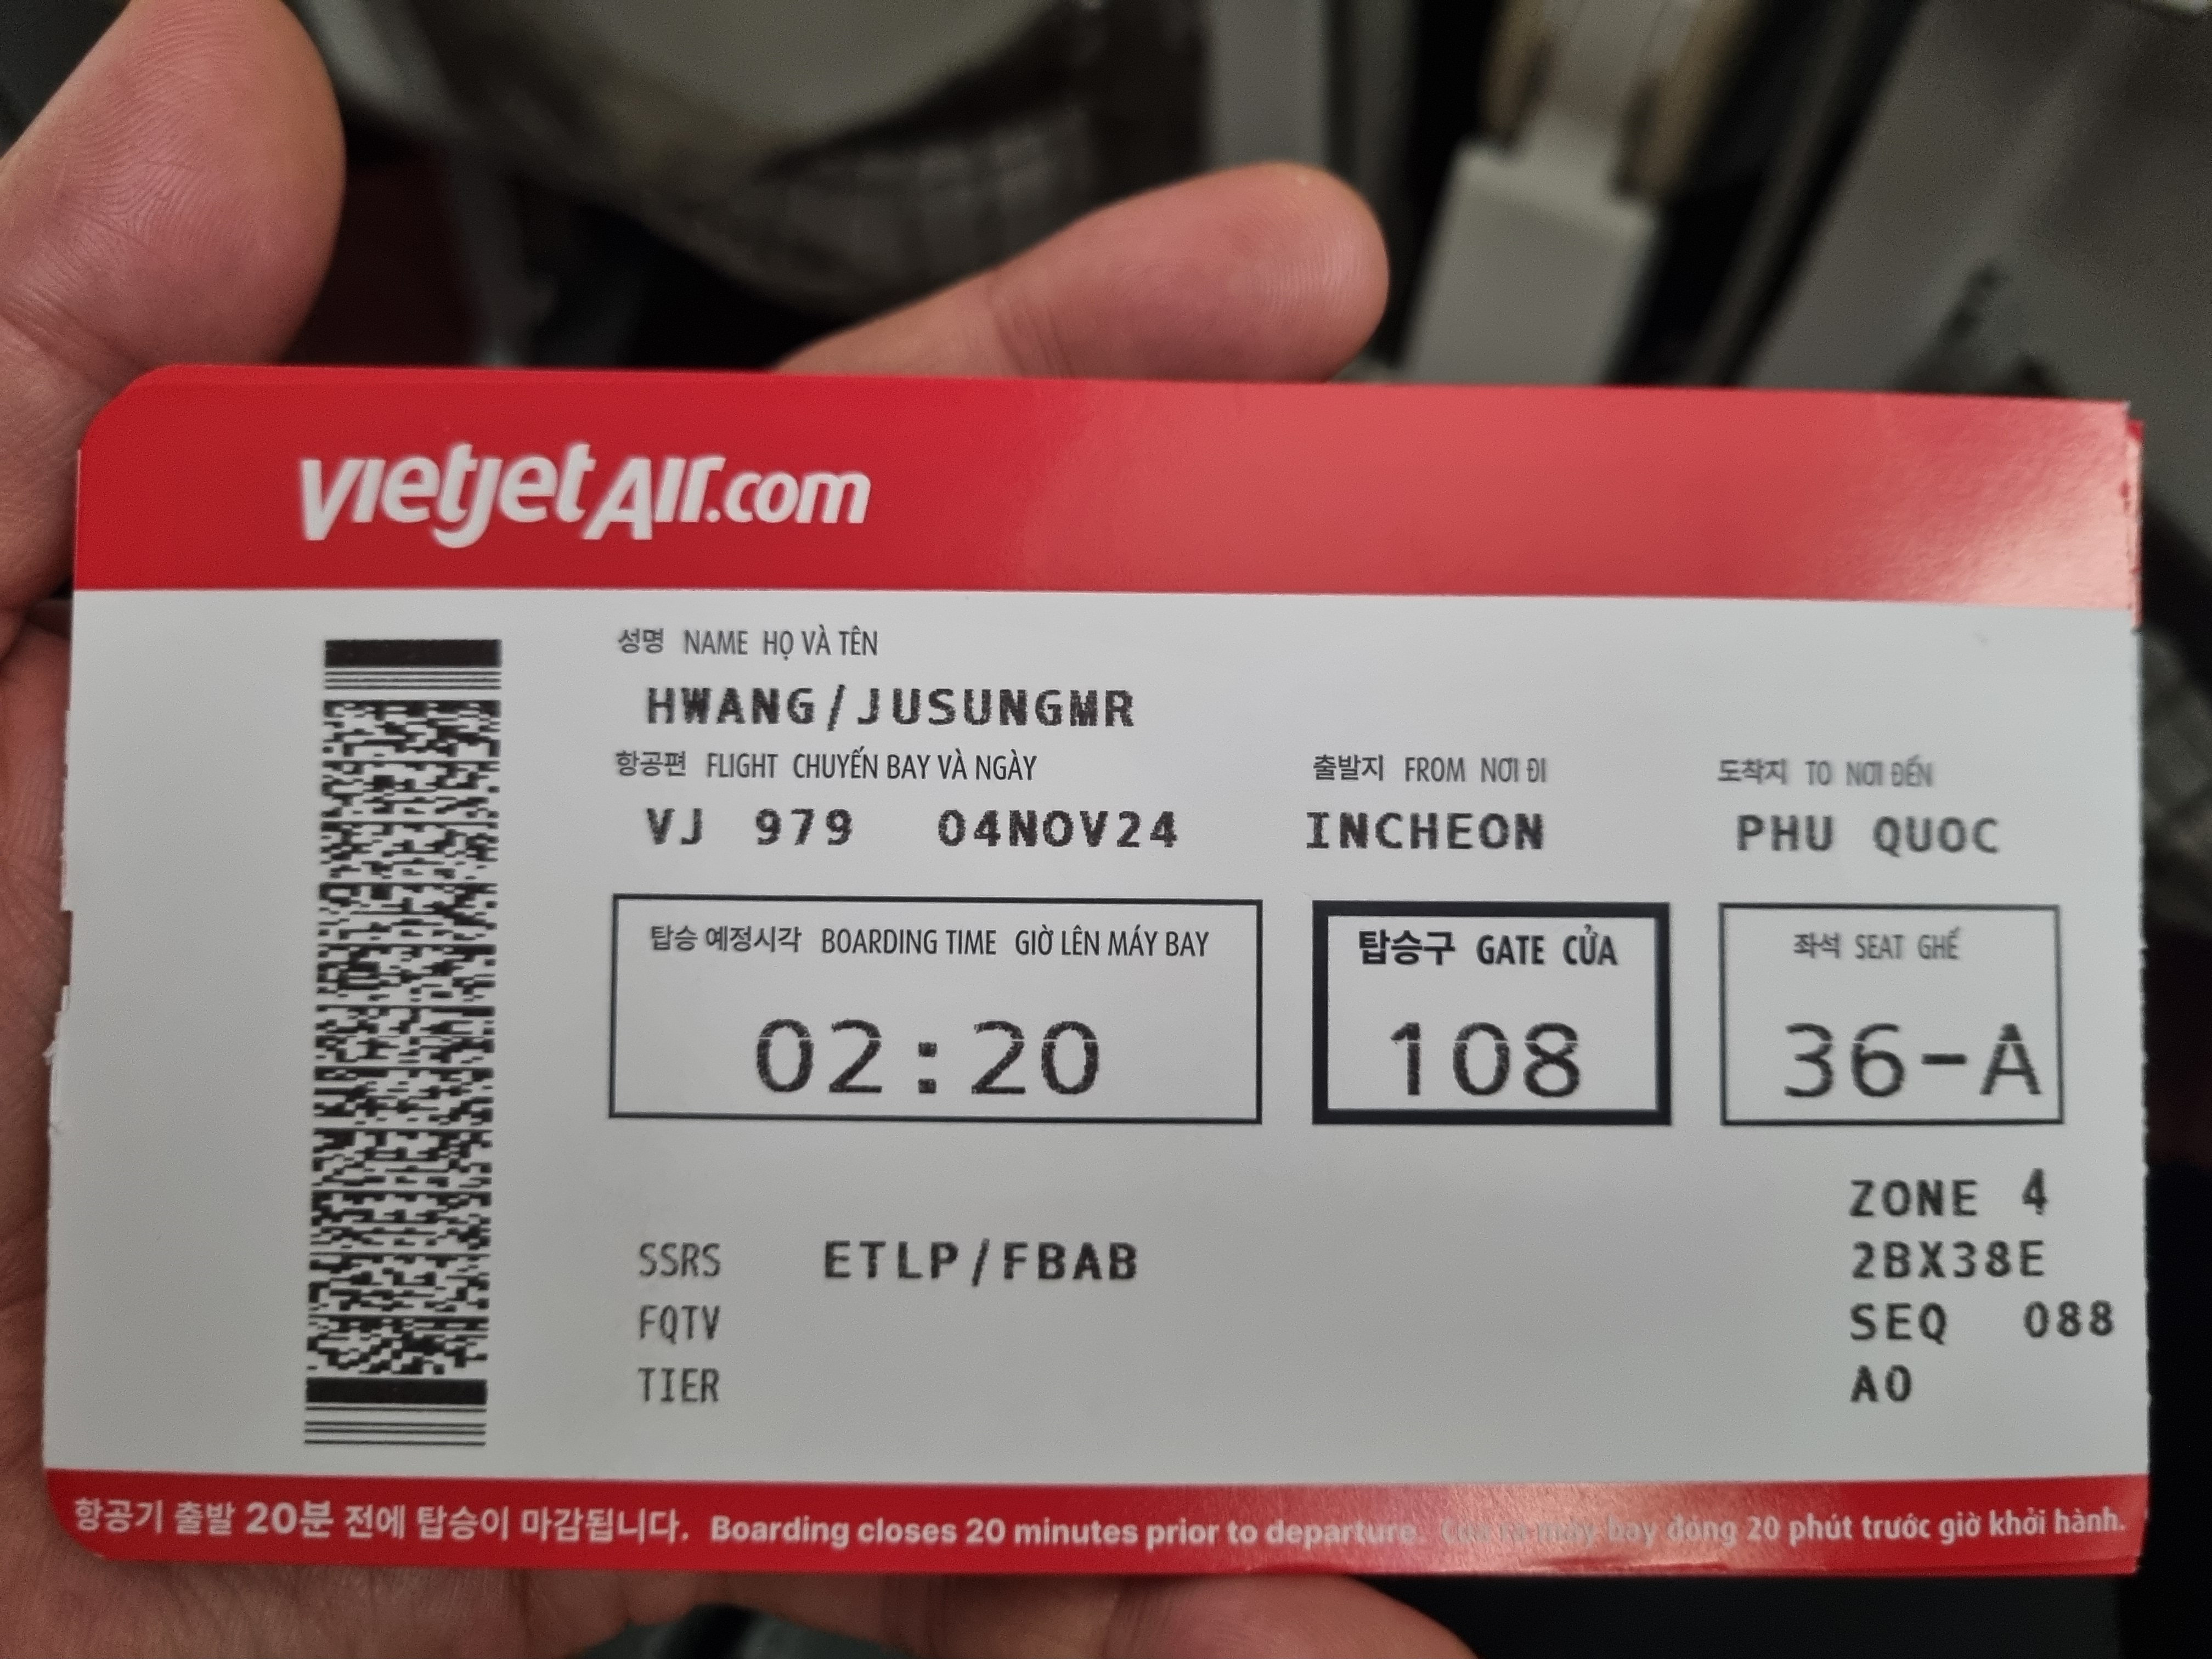 vietjetAir.com
성명 NAME HỌ VÀ TÊN
HWANG/JUSUNGMR
항공편 FLIGHT CHUYẾN BAY VÀ NGÀY 출발지 FROM NƠI ĐI 도착지 TO NƠI ĐẾN
VJ 979 04NOV24 INCHEON PHU QUOC
탑승 예정시각 BOARDING TIME GIỜ LÊN MÁY BAY 탑승구 GATE CỬA 좌석 SEAT GHẾ
02:20 108 36-A
ZONE 4
SSRS ETLP/FBAB 2BX38E
FQTV SEQ 088
TIER A0
항공기 출발 20분 전에 탑승이 마감됩니다. Boarding closes 20 minutes prior to departure. máy bay đóng 20 phút trước giờ khởi hành.